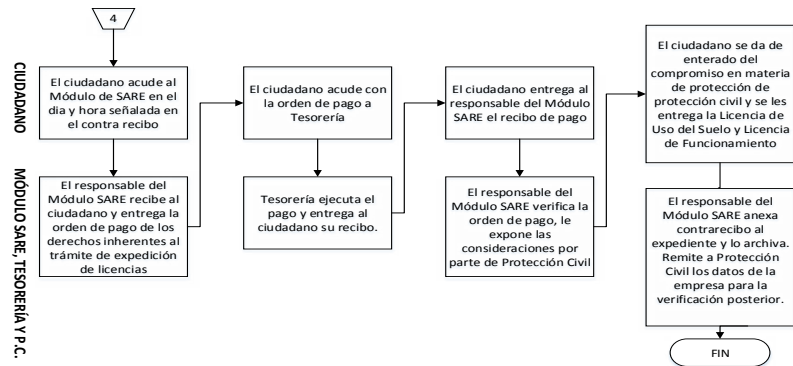 4
CIUDADANO
El ciudadano acude al
Módulo de SARE en el
dia y hora señalada en
el contra recibo
El ciudadano acude con
la orden de pago a
Tesorería
El ciudadano entrega al
responsable del Módulo
SARE el recibo de pago
El ciudadano se da de
enterado del
compromiso en materia
de protección de
protección civil y se les
entrega la Licencia de
Uso del Suelo y Licencia
de Funcionamiento
MÓDULO SARE, TESORERÍA Y P.C.
El responsable del
Módulo SARE recibe al
ciudadano y entrega la
orden de pago de los
derechos inherentes al
trámite de expedición de
licencias
Tesorería ejecuta el
pago y entrega al
ciudadano su recibo.
El responsable del
Módulo SARE verifica la
orden de pago, le
expone las
consideraciones por
parte de Protección Civil
El responsable del
Módulo SARE anexa
contrarecibo al
expediente y lo archiva.
Remite a Protección
Civil los datos de la
empresa para la
verificación posterior.
FIN